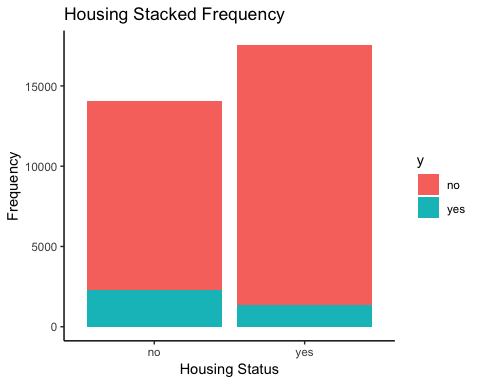 Housing Stacked Frequency
Frequency
15000
10000
5000
0
no
yes
Housing Status
y
no
yes